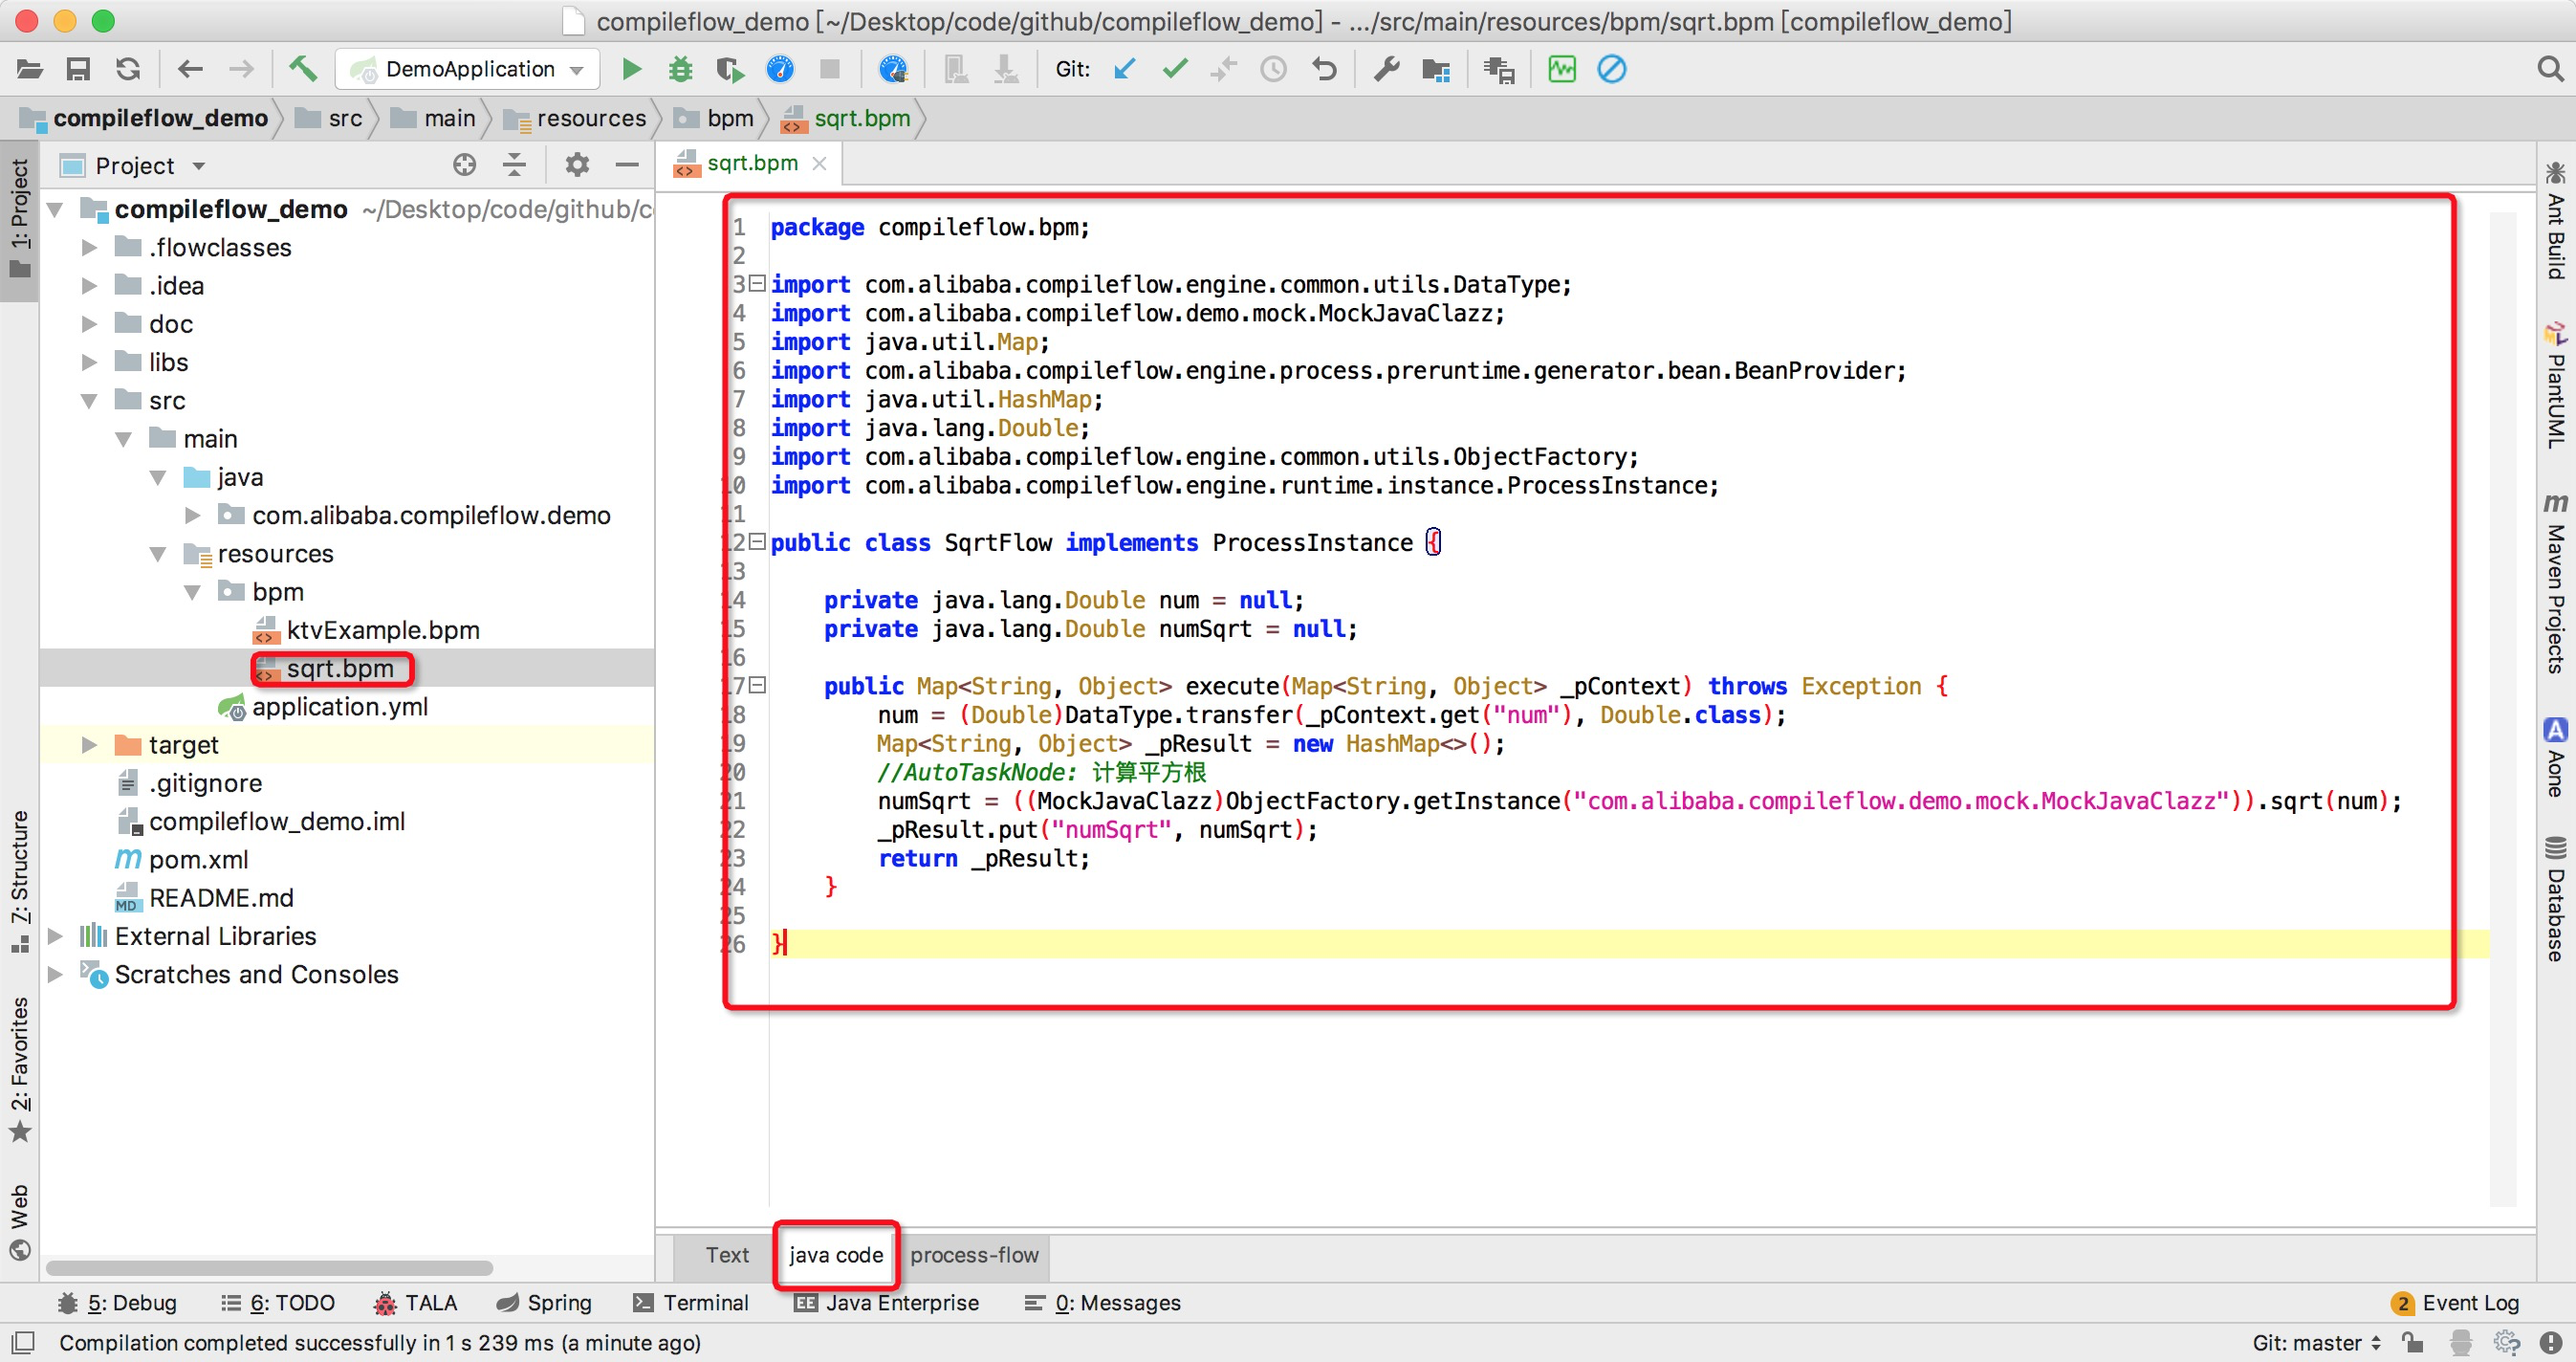 compileflow_demo [~/Desktop/code/github/compileflow_demo] - .../src/main/resources/bpm/sqrt.bpm [compileflow_demo]
DemoApplication
Git:
compileflow_demo
src
main
resources
bpm
sqrt.bpm
1: Project
7: Structure
2: Favorites
Web
Project
compileflow_demo ~/Desktop/code/github/c
.flowclasses
.idea
doc
libs
src
main
java
com.alibaba.compileflow.demo
resources
bpm
ktvExample.bpm
sqrt.bpm
application.yml
target
.gitignore
compileflow_demo.iml
pom.xml
README.md
External Libraries
Scratches and Consoles
sqrt.bpm
1 package compileflow.bpm;
2
3 import com.alibaba.compileflow.engine.common.utils.DataType;
4 import com.alibaba.compileflow.demo.mock.MockJavaClazz;
5 import java.util.Map;
6 import com.alibaba.compileflow.engine.process.preruntime.generator.bean.BeanProvider;
7 import java.util.HashMap;
8 import java.lang.Double;
9 import com.alibaba.compileflow.engine.common.utils.ObjectFactory;
10 import com.alibaba.compileflow.engine.runtime.instance.ProcessInstance;
11
12 public class SqrtFlow implements ProcessInstance {
13
14 private java.lang.Double num = null;
15 private java.lang.Double numSqrt = null;
16
17 public Map<String, Object> execute(Map<String, Object> _pContext) throws Exception {
18 num = (Double)DataType.transfer(_pContext.get("num"), Double.class);
19 Map<String, Object> _pResult = new HashMap<>();
20 //AutoTaskNode: 计算平方根
21 numSqrt = ((MockJavaClazz)ObjectFactory.getInstance("com.alibaba.compileflow.demo.mock.MockJavaClazz")).sqrt(num);
22 _pResult.put("numSqrt", numSqrt);
23 return _pResult;
24 }
25
26 }
Text
java code
process-flow
Ant Build
PlantUML
Maven Projects
Aone
Database
5: Debug
6: TODO
TALA
Spring
Terminal
Java Enterprise
0: Messages
2 Event Log
Compilation completed successfully in 1 s 239 ms (a minute ago)
Git: master